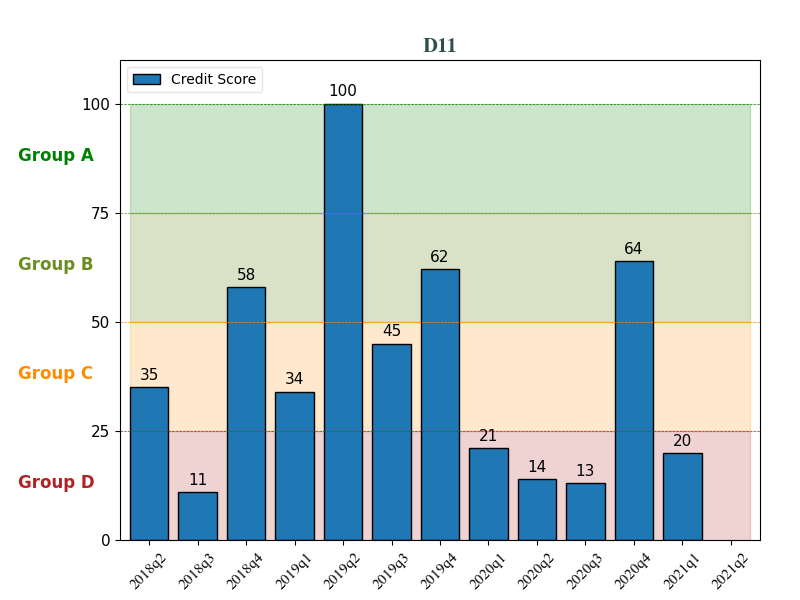 D11
Credit Score
100
75
50
25
0
Group A
Group B
Group C
Group D
35
11
58
34
100
45
62
21
14
13
64
20
2018q2
2018q3
2018q4
2019q1
2019q2
2019q3
2019q4
2020q1
2020q2
2020q3
2020q4
2021q1
2021q2